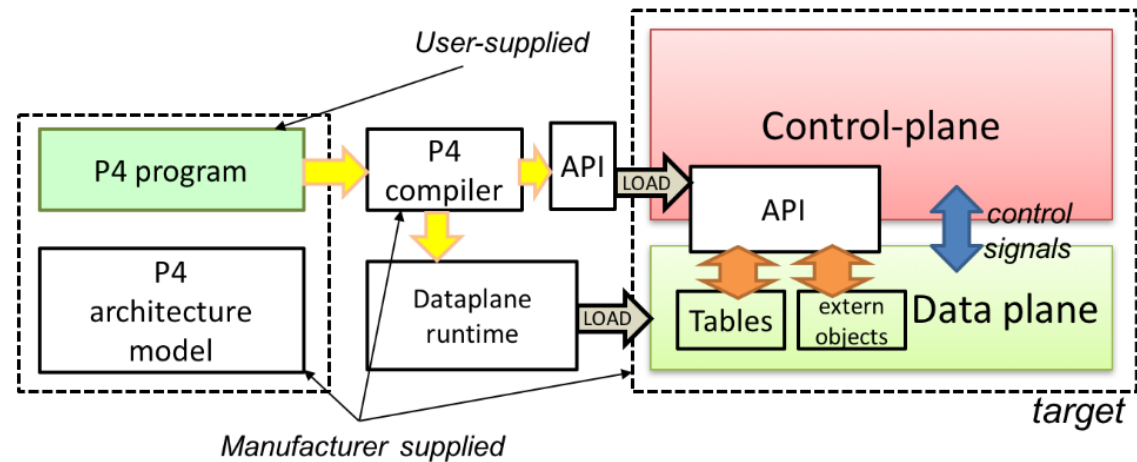 User-supplied
P4 program
P4
compiler
API
LOAD
Control-plane
API
control
signals
P4
architecture
model
Dataplane
runtime
LOAD
Tables
extern
objects
Data plane
target
Manufacturer supplied